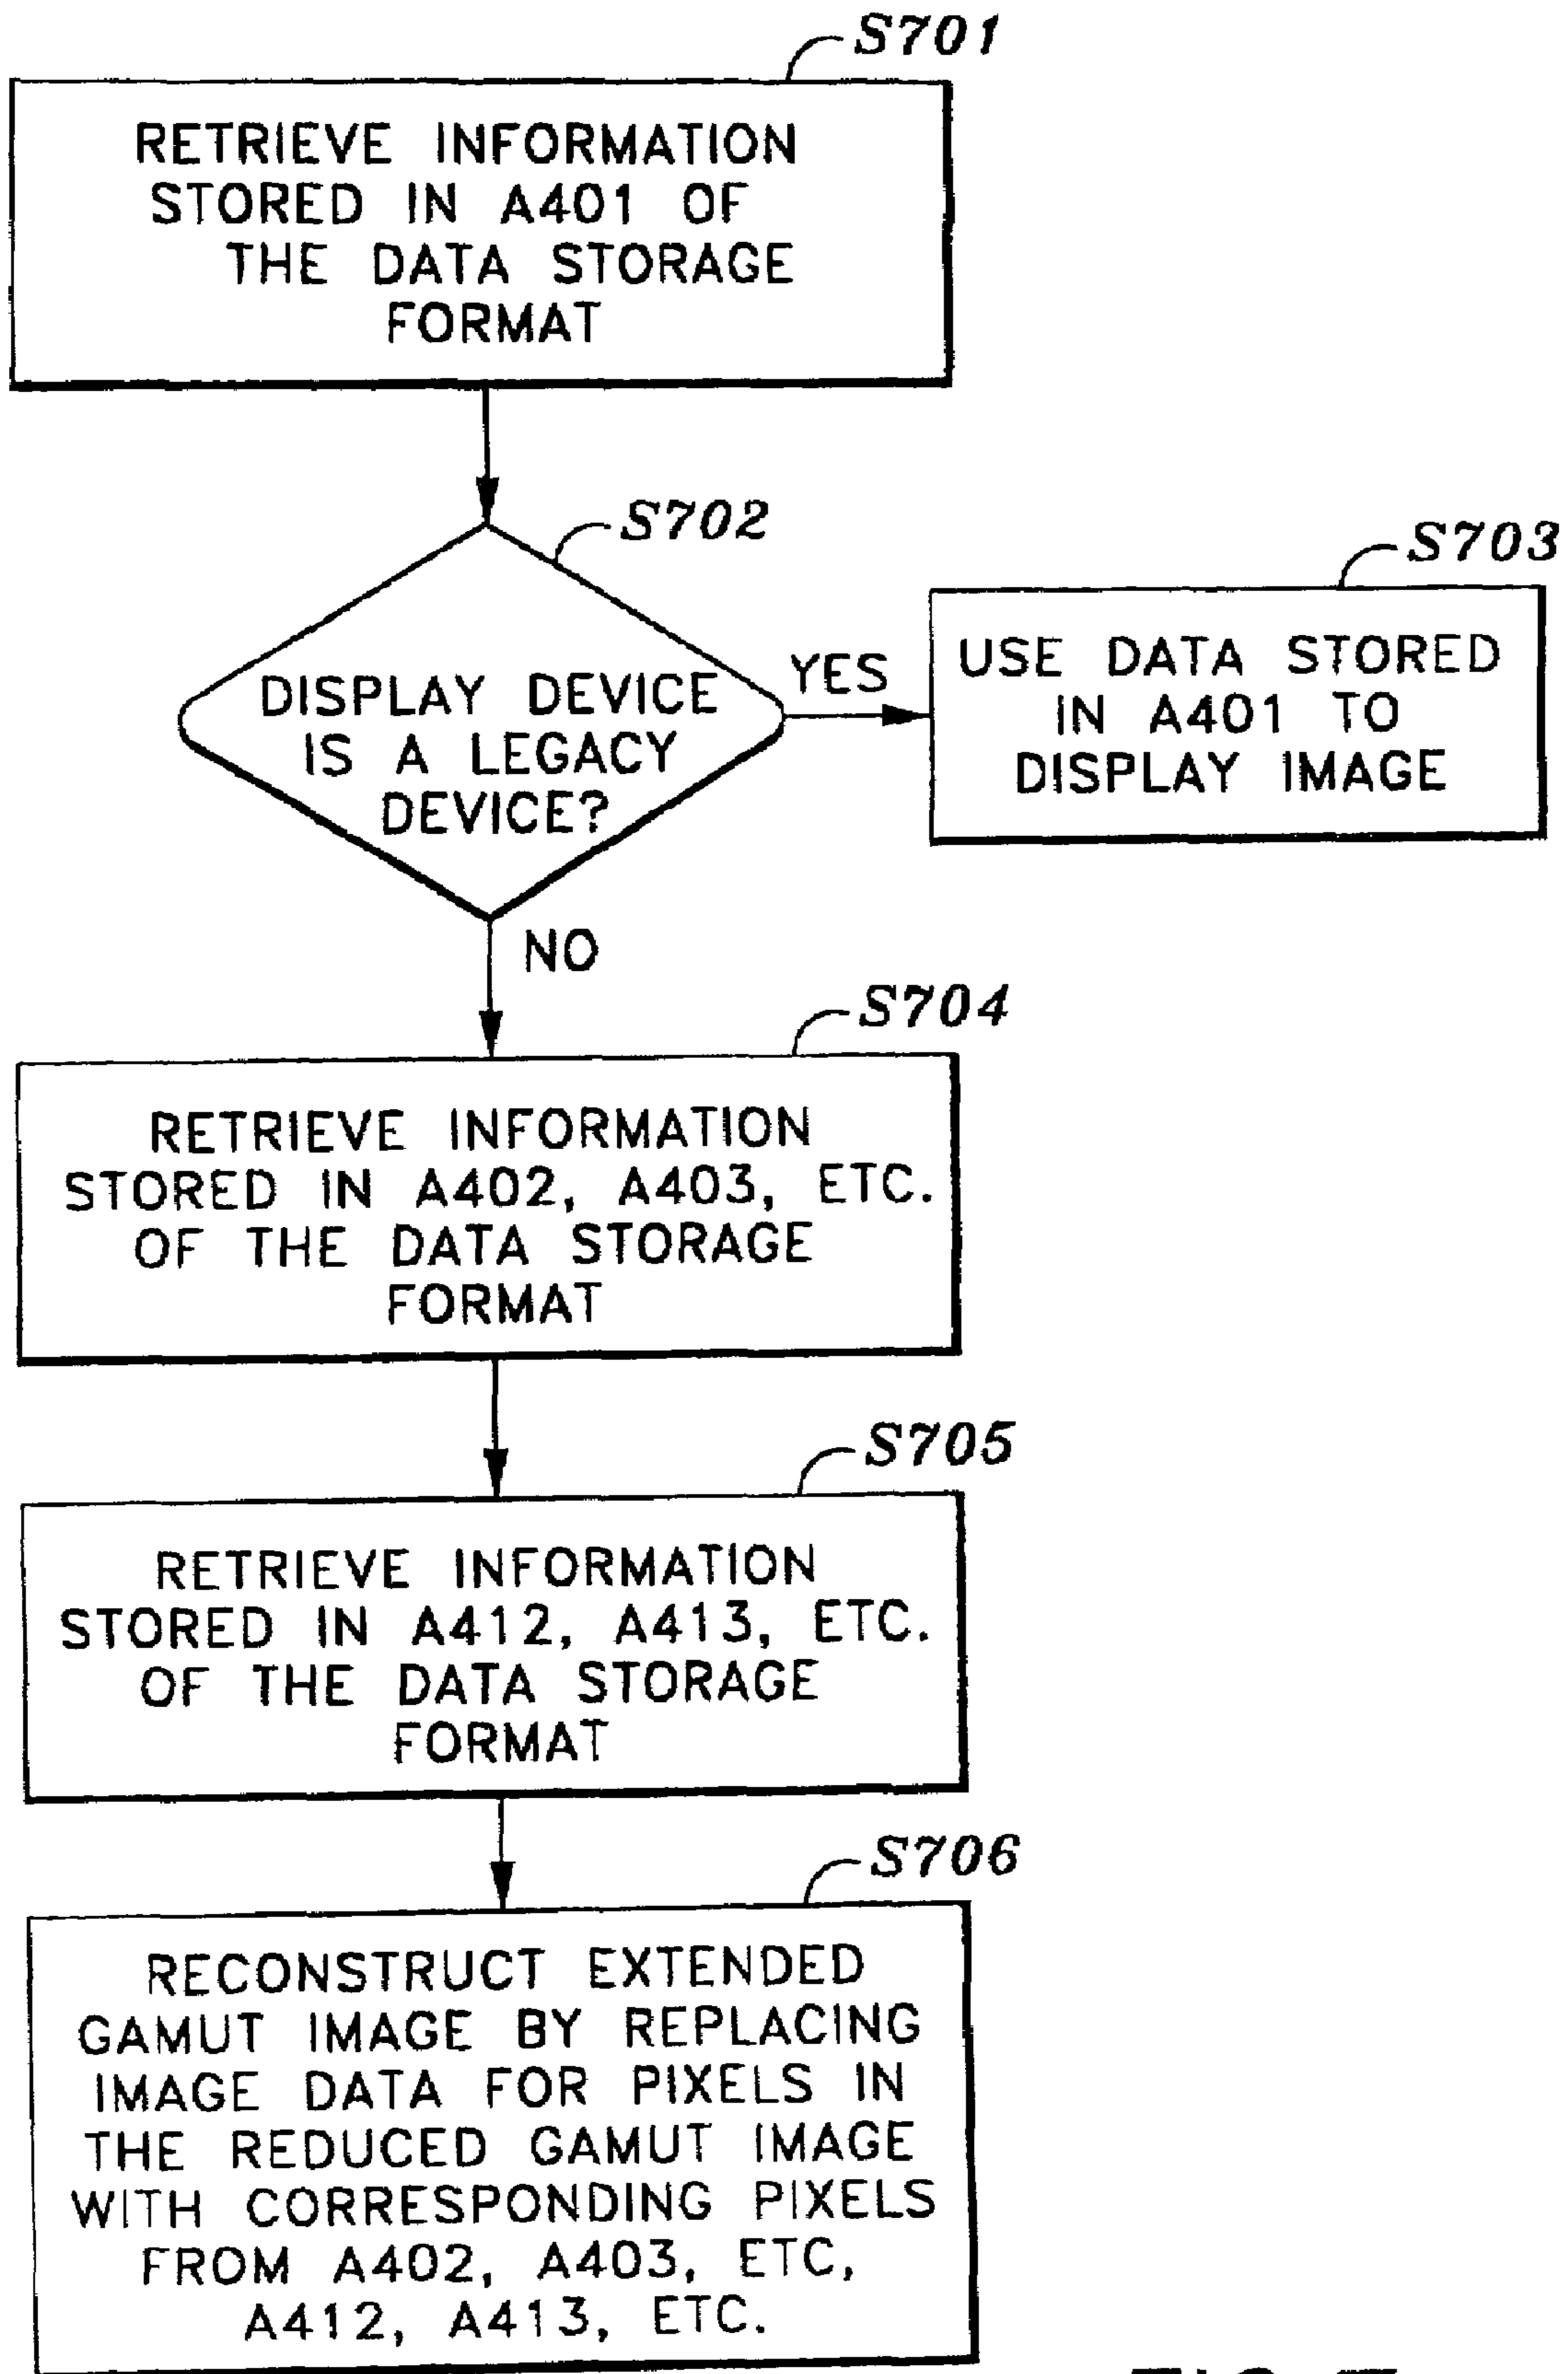 S701
RETRIEVE INFORMATION
STORED IN A401 OF
THE DATA STORAGE
FORMAT
S702
DISPLAY DEVICE
IS A LEGACY
DEVICE?
YES
S703
USE DATA STORED
IN A401 TO
DISPLAY IMAGE
NO
S704
RETRIEVE INFORMATION
STORED IN A402, A403, ETC.
OF THE DATA STORAGE
FORMAT
S705
RETRIEVE INFORMATION
STORED IN A412, A413, ETC.
OF THE DATA STORAGE
FORMAT
S706
RECONSTRUCT EXTENDED
GAMUT IMAGE BY REPLACING
IMAGE DATA FOR PIXELS IN
THE REDUCED GAMUT IMAGE
WITH CORRESPONDING PIXELS
FROM A402, A403, ETC,
A412, A413, ETC.